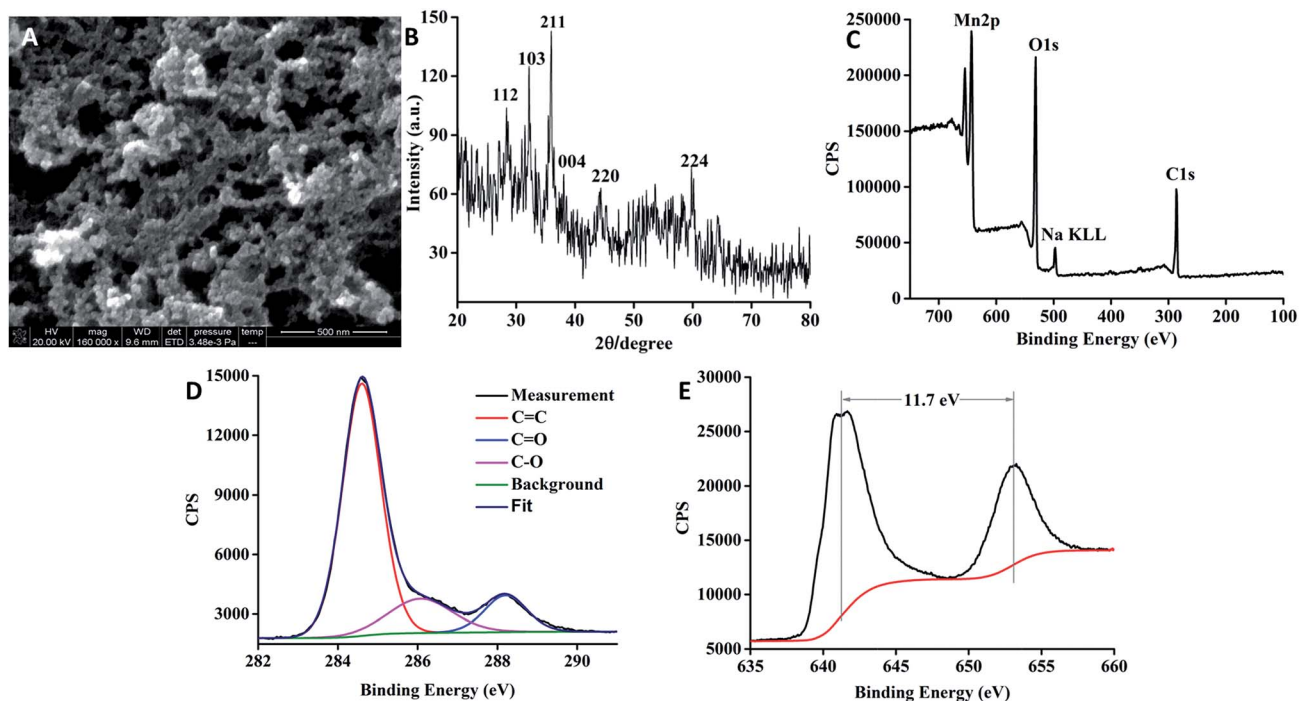 A
HV mag WD det pressure temp
20.00 kV 160 000 x 9.6 mm ETD 3.48e-3 Pa ---
500 nm
B
Intensity (a.u.)
150
120
90
60
30
211
103
112
004
220
224
20 30 40 50 60 70 80
2θ/degree
C
CPS
250000
200000
150000
100000
50000
0
Mn2p
O1s
C1s
Na KLL
700 600 500 400 300 200 100
Binding Energy (eV)
D
CPS
15000
12000
9000
6000
3000
Measurement
C=C
C=O
C-O
Background
Fit
282 284 286 288 290
Binding Energy (eV)
E
CPS
30000
25000
20000
15000
10000
5000
11.7 eV
635 640 645 650 655 660
Binding Energy (eV)